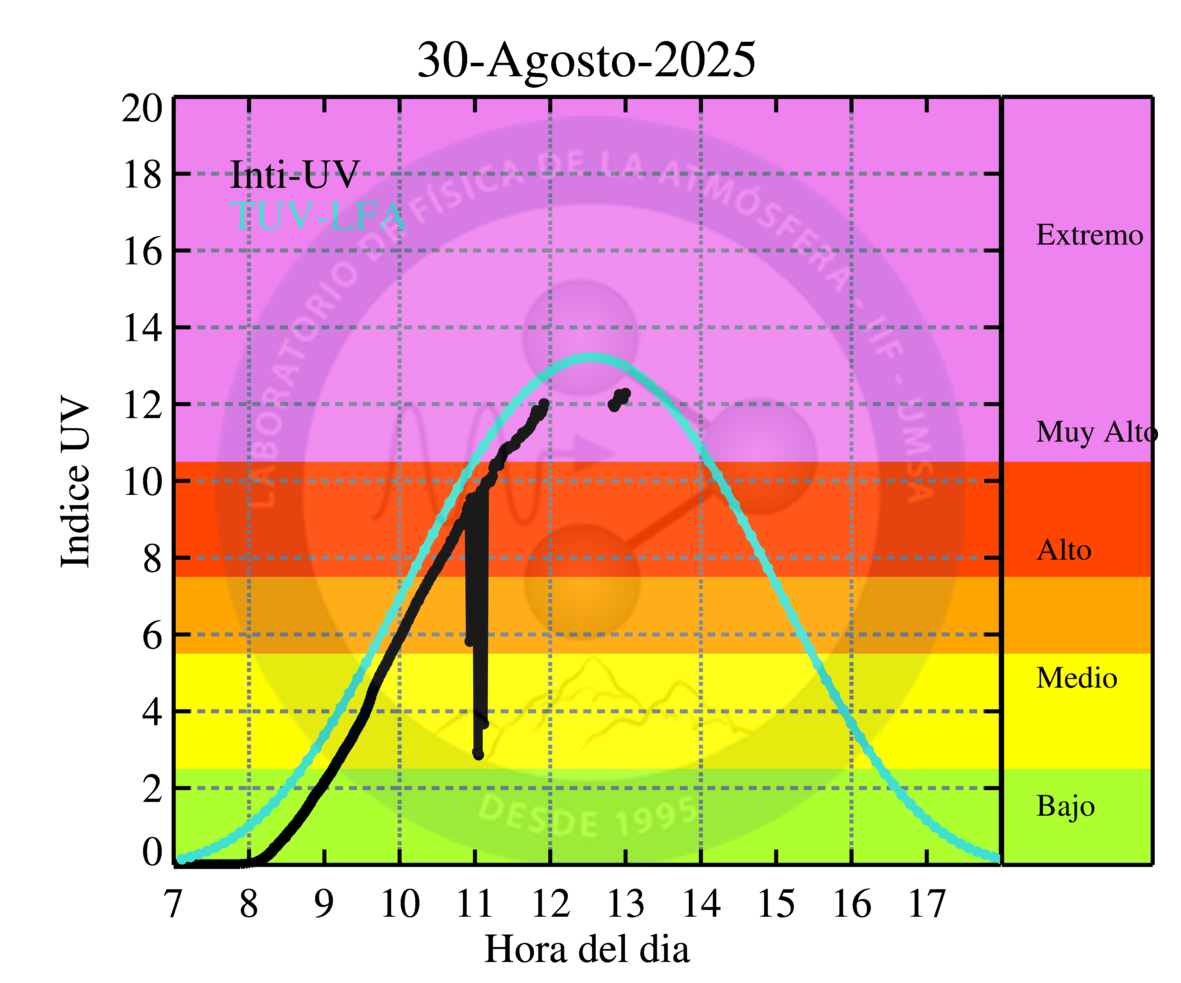 30-Agosto-2025
20
18
16
14
12
10
8
6
4
2
0
Indice UV
Inti-UV
TUV-LFA
LABORATORIO DE FÍSICA DE LA ATMÓSFERA - IIF - UMSA
DESDE 1995
Extremo
Muy Alto
Alto
Medio
Bajo
7 8 9 10 11 12 13 14 15 16 17
Hora del dia